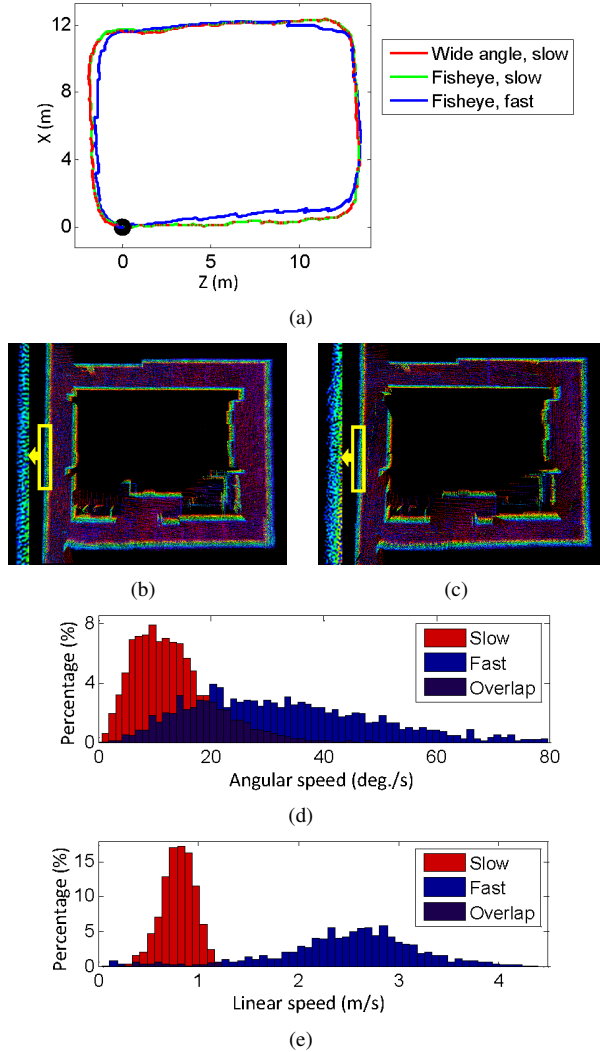 12
8
4
0
X (m)
0 5 10
Z (m)
Wide angle, slow
Fisheye, slow
Fisheye, fast
(a)
(b) (c)
8
4
0
Percentage (%)
0 20 40 60 80
Angular speed (deg./s)
Slow
Fast
Overlap
(d)
15
10
5
0
Percentage (%)
0 1 2 3 4
Linear speed (m/s)
Slow
Fast
Overlap
(e)